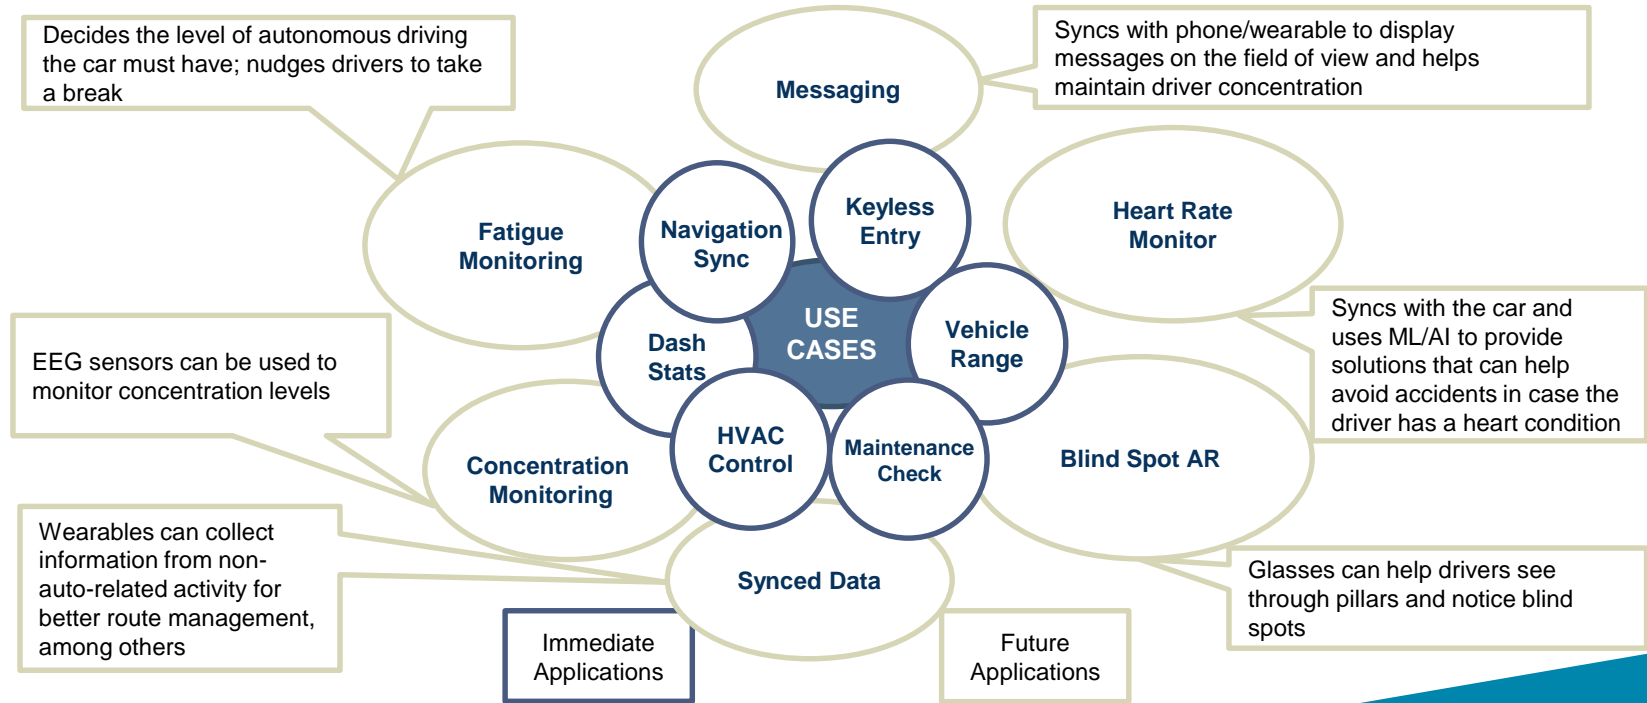 Decides the level of autonomous driving
the car must have; nudges drivers to take
a break
Messaging
Syncs with phone/wearable to display
messages on the field of view and helps
maintain driver concentration
Fatigue
Monitoring
Navigation
Sync
Keyless
Entry
Heart Rate
Monitor
USE
CASES
Dash
Stats
Vehicle
Range
Syncs with the car and
uses ML/AI to provide
solutions that can help
avoid accidents in case the
driver has a heart condition
EEG sensors can be used to
monitor concentration levels
Concentration
Monitoring
HVAC
Control
Maintenance
Check
Blind Spot AR
Wearables can collect
information from non-
auto-related activity for
better route management,
among others
Synced Data
Glasses can help drivers see
through pillars and notice blind
spots
Immediate
Applications
Future
Applications